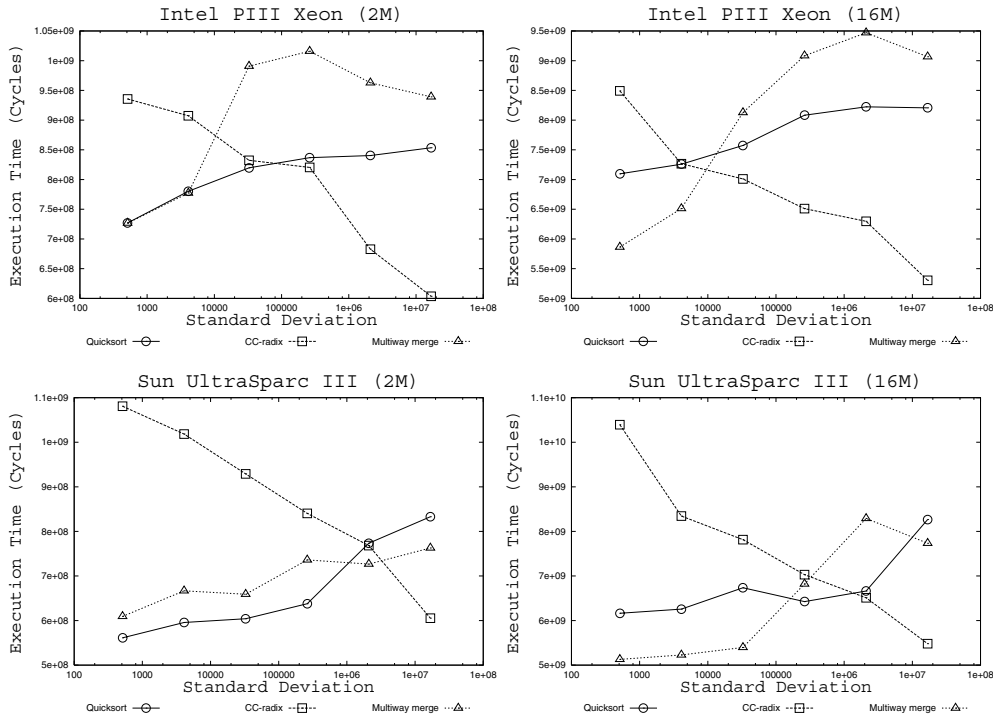 Intel PIII Xeon (2M)
Execution Time (Cycles)
1.05e+09
1e+09
9.5e+08
9e+08
8.5e+08
8e+08
7.5e+08
7e+08
6.5e+08
6e+08
100
1000
10000
100000
1e+06
1e+07
1e+08
Standard Deviation
Quicksort
CC-radix
Multiway merge
Intel PIII Xeon (16M)
Execution Time (Cycles)
9.5e+09
9e+09
8.5e+09
8e+09
7.5e+09
7e+09
6.5e+09
6e+09
5.5e+09
5e+09
100
1000
10000
100000
1e+06
1e+07
1e+08
Standard Deviation
Quicksort
CC-radix
Multiway merge
Sun UltraSparc III (2M)
Execution Time (Cycles)
1.1e+09
1e+09
9e+08
8e+08
7e+08
6e+08
5e+08
100
1000
10000
100000
1e+06
1e+07
1e+08
Standard Deviation
Quicksort
CC-radix
Multiway merge
Sun UltraSparc III (16M)
Execution Time (Cycles)
1.1e+10
1e+10
9e+09
8e+09
7e+09
6e+09
5e+09
100
1000
10000
100000
1e+06
1e+07
1e+08
Standard Deviation
Quicksort
CC-radix
Multiway merge